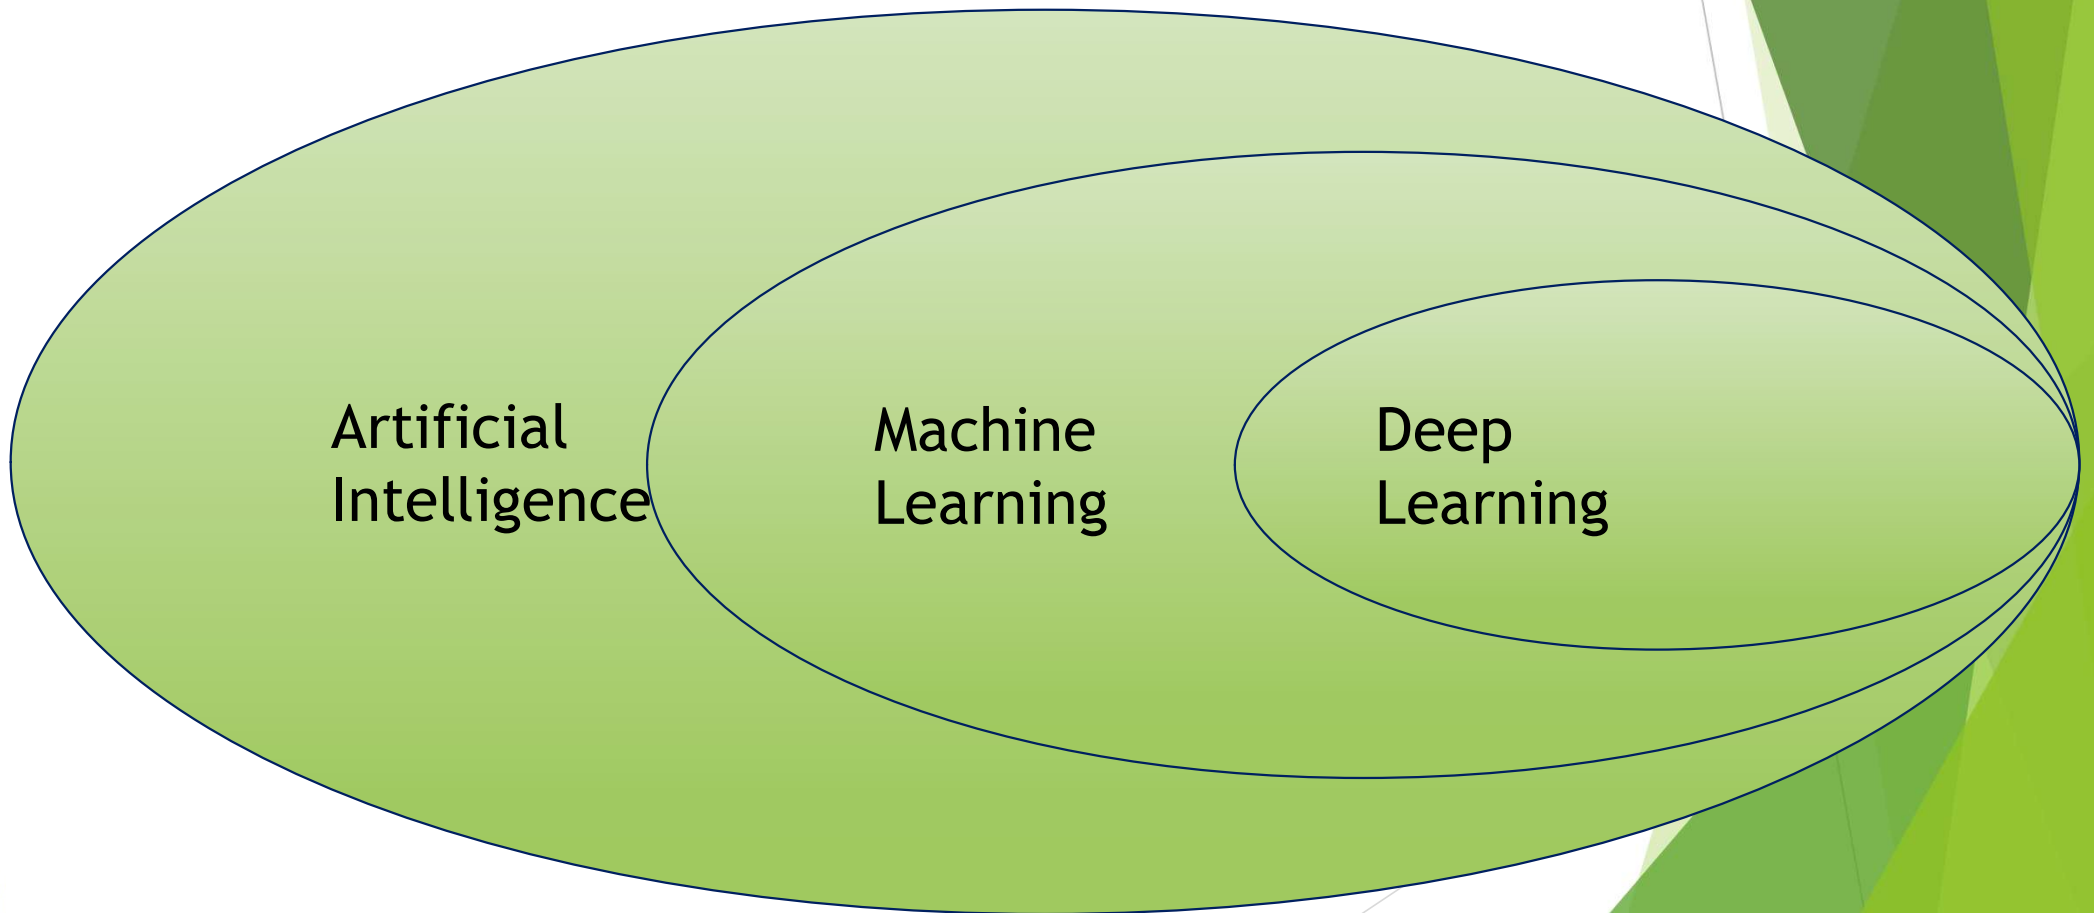 Artificial
Intelligence
Machine
Learning
Deep
Learning